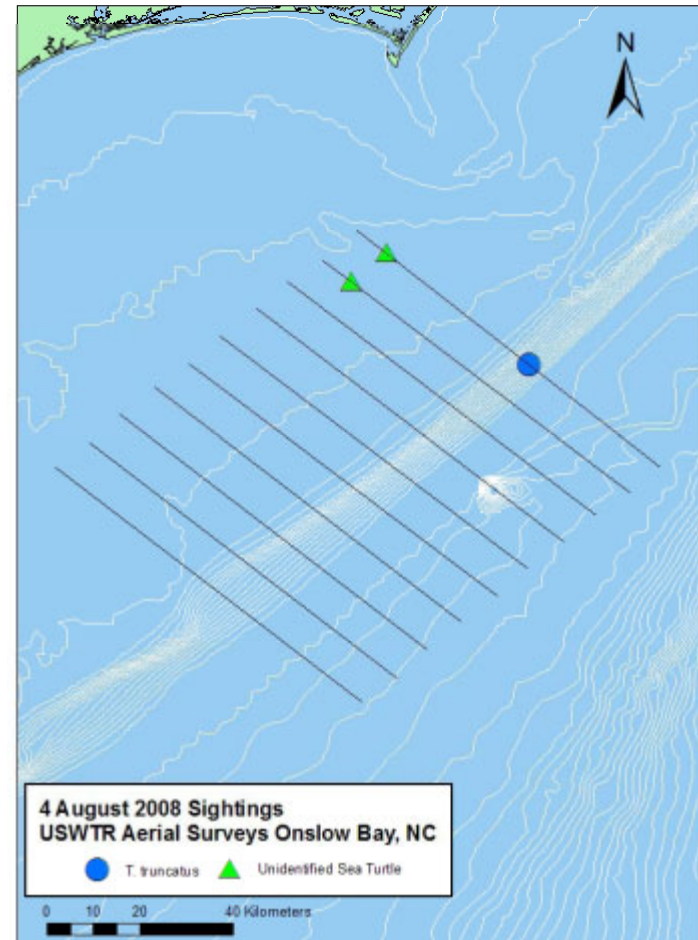 N
4 August 2008 Sightings
USWTR Aerial Surveys Onslow Bay, NC
T. truncatus Unidentified Sea Turtle
0 10 20 40 Kilometers